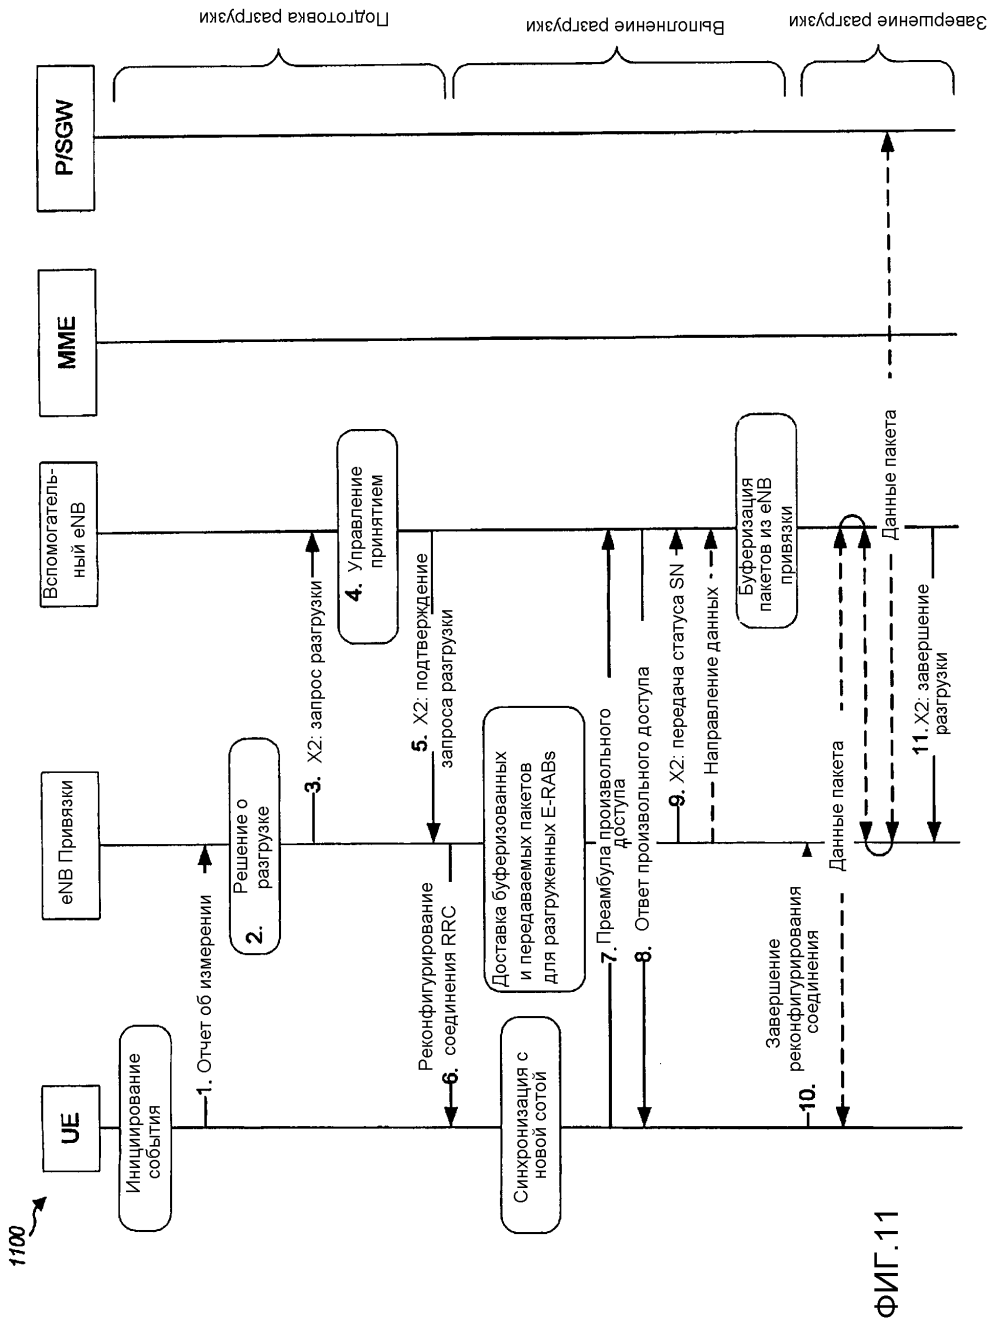 1100
UE
eNB Привязки
Вспомогатель-
ный eNB
MME
P/SGW
Инициирование
события
1. Отчет об измерении
2. Решение о
разгрузке
3. X2: запрос разгрузки
4. Управление
принятием
5. X2: подтверждение
запроса разгрузки
Реконфигурирование
6. соединения RRC
Доставка буферизованных
и передаваемых пакетов
для разгруженных E-RABs
Синхронизация с
новой сотой
7. Преамбула произвольного
доступа
8. Ответ произвольного доступа
9. X2: передача статуса SN
Направление данных
Буферизация
пакетов из eNB
привязки
Завершение
реконфигурирования
соединения
10.
Данные пакета
Данные пакета
11. X2: завершение
разгрузки
Подготовка разгрузки
Выполнение разгрузки
Завершение разгрузки
ФИГ.11